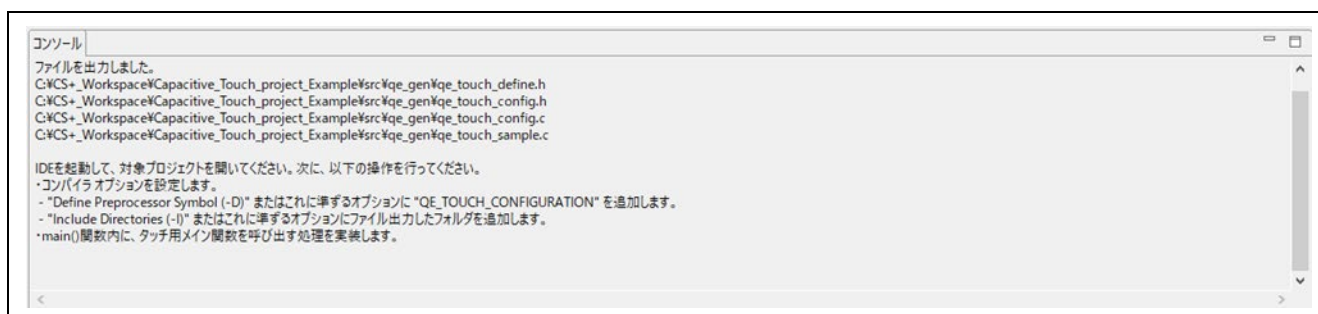 コンソール
ファイルを出力しました。
C:¥CS+_Workspace¥Capacitive_Touch_project_Example¥src¥qe_gen¥qe_touch_define.h
C:¥CS+_Workspace¥Capacitive_Touch_project_Example¥src¥qe_gen¥qe_touch_config.h
C:¥CS+_Workspace¥Capacitive_Touch_project_Example¥src¥qe_gen¥qe_touch_config.c
C:¥CS+_Workspace¥Capacitive_Touch_project_Example¥src¥qe_gen¥qe_touch_sample.c
IDEを起動して、対象プロジェクトを開いてください。次に、以下の操作を行ってください。
・コンパイラ オプションを設定します。
- "Define Preprocessor Symbol (-D)" またはこれに準ずるオプションに "QE_TOUCH_CONFIGURATION" を追加します。
- "Include Directories (-I)" またはこれに準ずるオプションにファイル出力したフォルダを追加します。
・main()関数内に、タッチ用メイン関数を呼び出す処理を実装します。